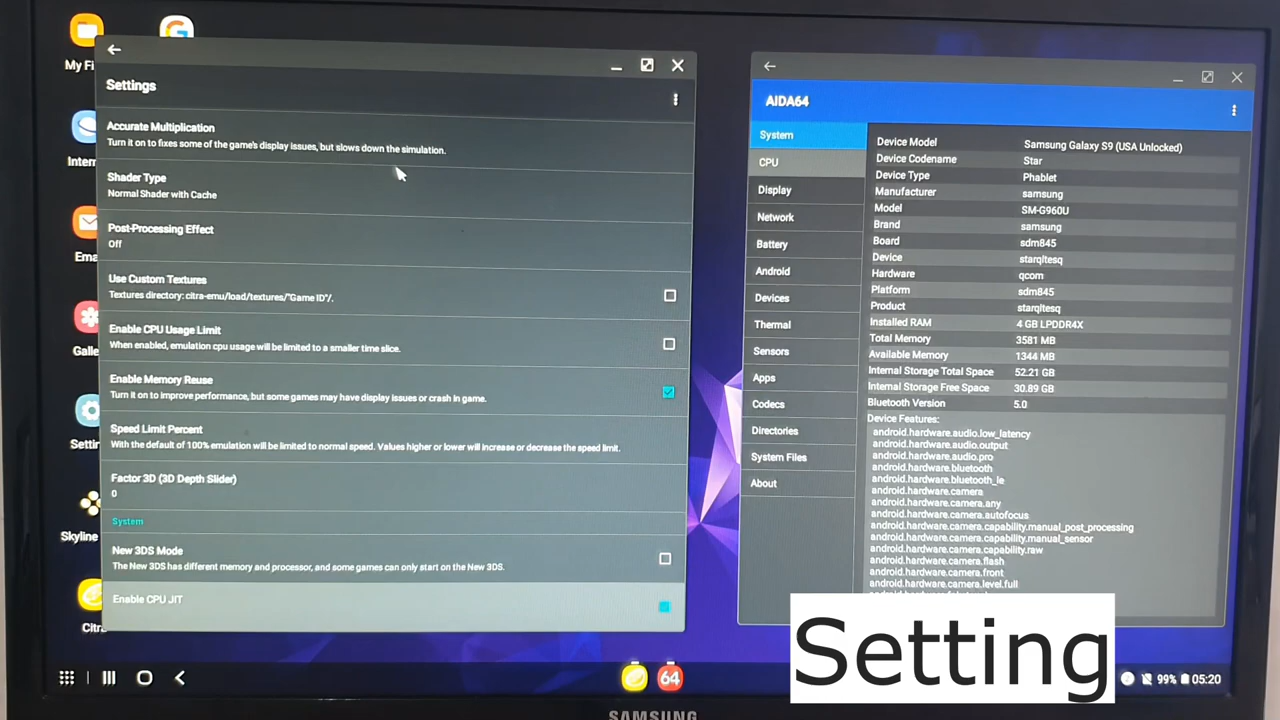 My Fi
Intern
Ema
Galle
Settin
Skyline
Citra
Settings
Accurate Multiplication
Turn it on to fixes some of the game's display issues, but slows down the simulation.
Shader Type
Normal Shader with Cache
Post-Processing Effect
Off
Use Custom Textures
Textures directory: citra-emu/load/textures/"Game ID"/.
Enable CPU Usage Limit
When enabled, emulation cpu usage will be limited to a smaller time slice.
Enable Memory Reuse
Turn it on to improve performance, but some games may have display issues or crash in game.
Speed Limit Percent
With the default of 100% emulation will be limited to normal speed. Values higher or lower will increase or decrease the speed limit.
Factor 3D (3D Depth Slider)
0
System
New 3DS Mode
The New 3DS has different memory and processor, and some games can only start on the New 3DS.
Enable CPU JIT
AIDA64
System
CPU
Display
Network
Battery
Android
Devices
Thermal
Sensors
Apps
Codecs
Directories
System Files
About
Device Model Samsung Galaxy S9 (USA Unlocked)
Device Codename Star
Device Type Phablet
Manufacturer samsung
Model SM-G960U
Brand samsung
Board sdm845
Device starqltesq
Hardware qcom
Platform sdm845
Product starqltesq
Installed RAM 4 GB LPDDR4X
Total Memory 3581 MB
Available Memory 1344 MB
Internal Storage Total Space 52.21 GB
Internal Storage Free Space 30.89 GB
Bluetooth Version 5.0
Device Features:
android.hardware.audio.low_latency
android.hardware.audio.output
android.hardware.audio.pro
android.hardware.bluetooth
android.hardware.bluetooth_le
android.hardware.camera
android.hardware.camera.any
android.hardware.camera.autofocus
android.hardware.camera.capability.manual_post_processing
android.hardware.camera.capability.manual_sensor
android.hardware.camera.capability.raw
android.hardware.camera.flash
android.hardware.camera.front
android.hardware.camera.level.full
Setting
64
99% 05:20
SAMSUNG